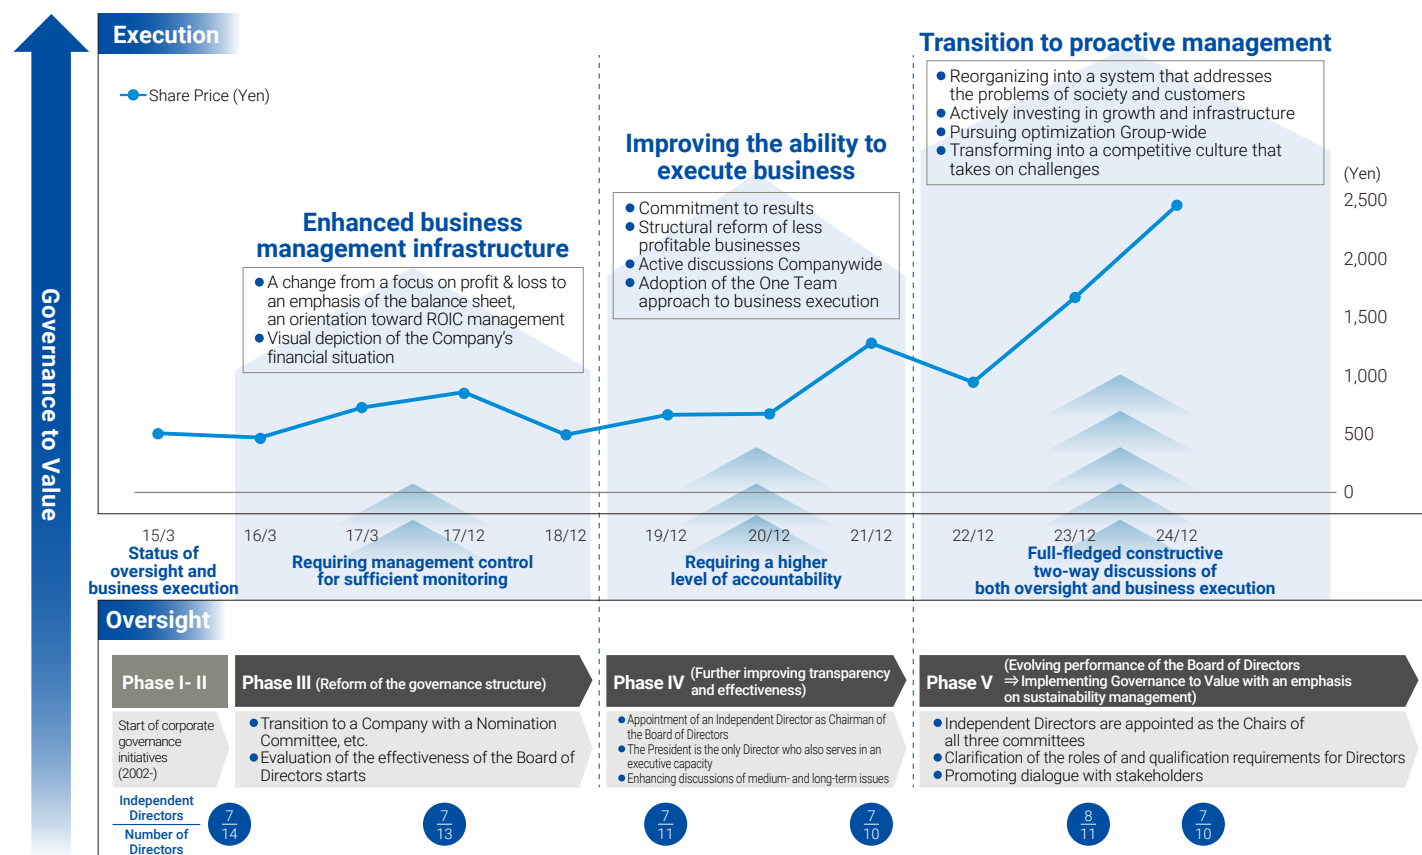 Governance to Value
Execution
Share Price (Yen)
Enhanced business
management infrastructure
● A change from a focus on profit & loss to
an emphasis of the balance sheet,
an orientation toward ROIC management
● Visual depiction of the Company's
financial situation
Improving the ability to
execute business
● Commitment to results
● Structural reform of less
profitable businesses
● Active discussions Companywide
● Adoption of the One Team
approach to business execution
Transition to proactive management
● Reorganizing into a system that addresses
the problems of society and customers
● Actively investing in growth and infrastructure
● Pursuing optimization Group-wide
● Transforming into a competitive culture that
takes on challenges
(Yen)
2,500
2,000
1,500
1,000
500
0
15/3 16/3 17/3 17/12 18/12 19/12 20/12 21/12 22/12 23/12 24/12
Status of
oversight and
business execution
Requiring management control
for sufficient monitoring
Requiring a higher
level of accountability
Full-fledged constructive
two-way discussions of
both oversight and business execution
Oversight
Phase I- II
Start of corporate
governance
initiatives
(2002-)
Phase III (Reform of the governance structure)
● Transition to a Company with a Nomination
Committee, etc.
● Evaluation of the effectiveness of the Board of
Directors starts
Phase IV (Further improving transparency
and effectiveness)
● Appointment of an Independent Director as Chairman of
the Board of Directors
● The President is the only Director who also serves in an
executive capacity
● Enhancing discussions of medium- and long-term issues
Phase V (Evolving performance of the Board of Directors
⇒ Implementing Governance to Value with an emphasis
on sustainability management)
● Independent Directors are appointed as the Chairs of
all three committees
● Clarification of the roles of and qualification requirements for Directors
● Promoting dialogue with stakeholders
Independent
Directors
Number of
Directors
7
14
7
13
7
11
7
10
8
11
7
10